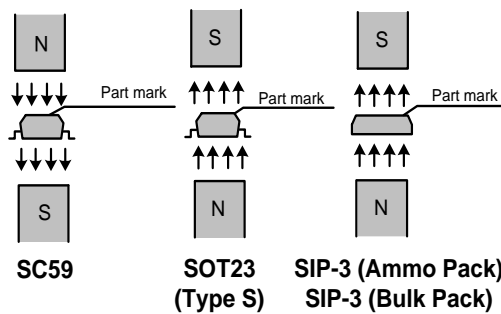 N
S
S
Part mark
Part mark
Part mark
S
N
N
SC59
SOT23
(Type S)
SIP-3 (Ammo Pack)
SIP-3 (Bulk Pack)